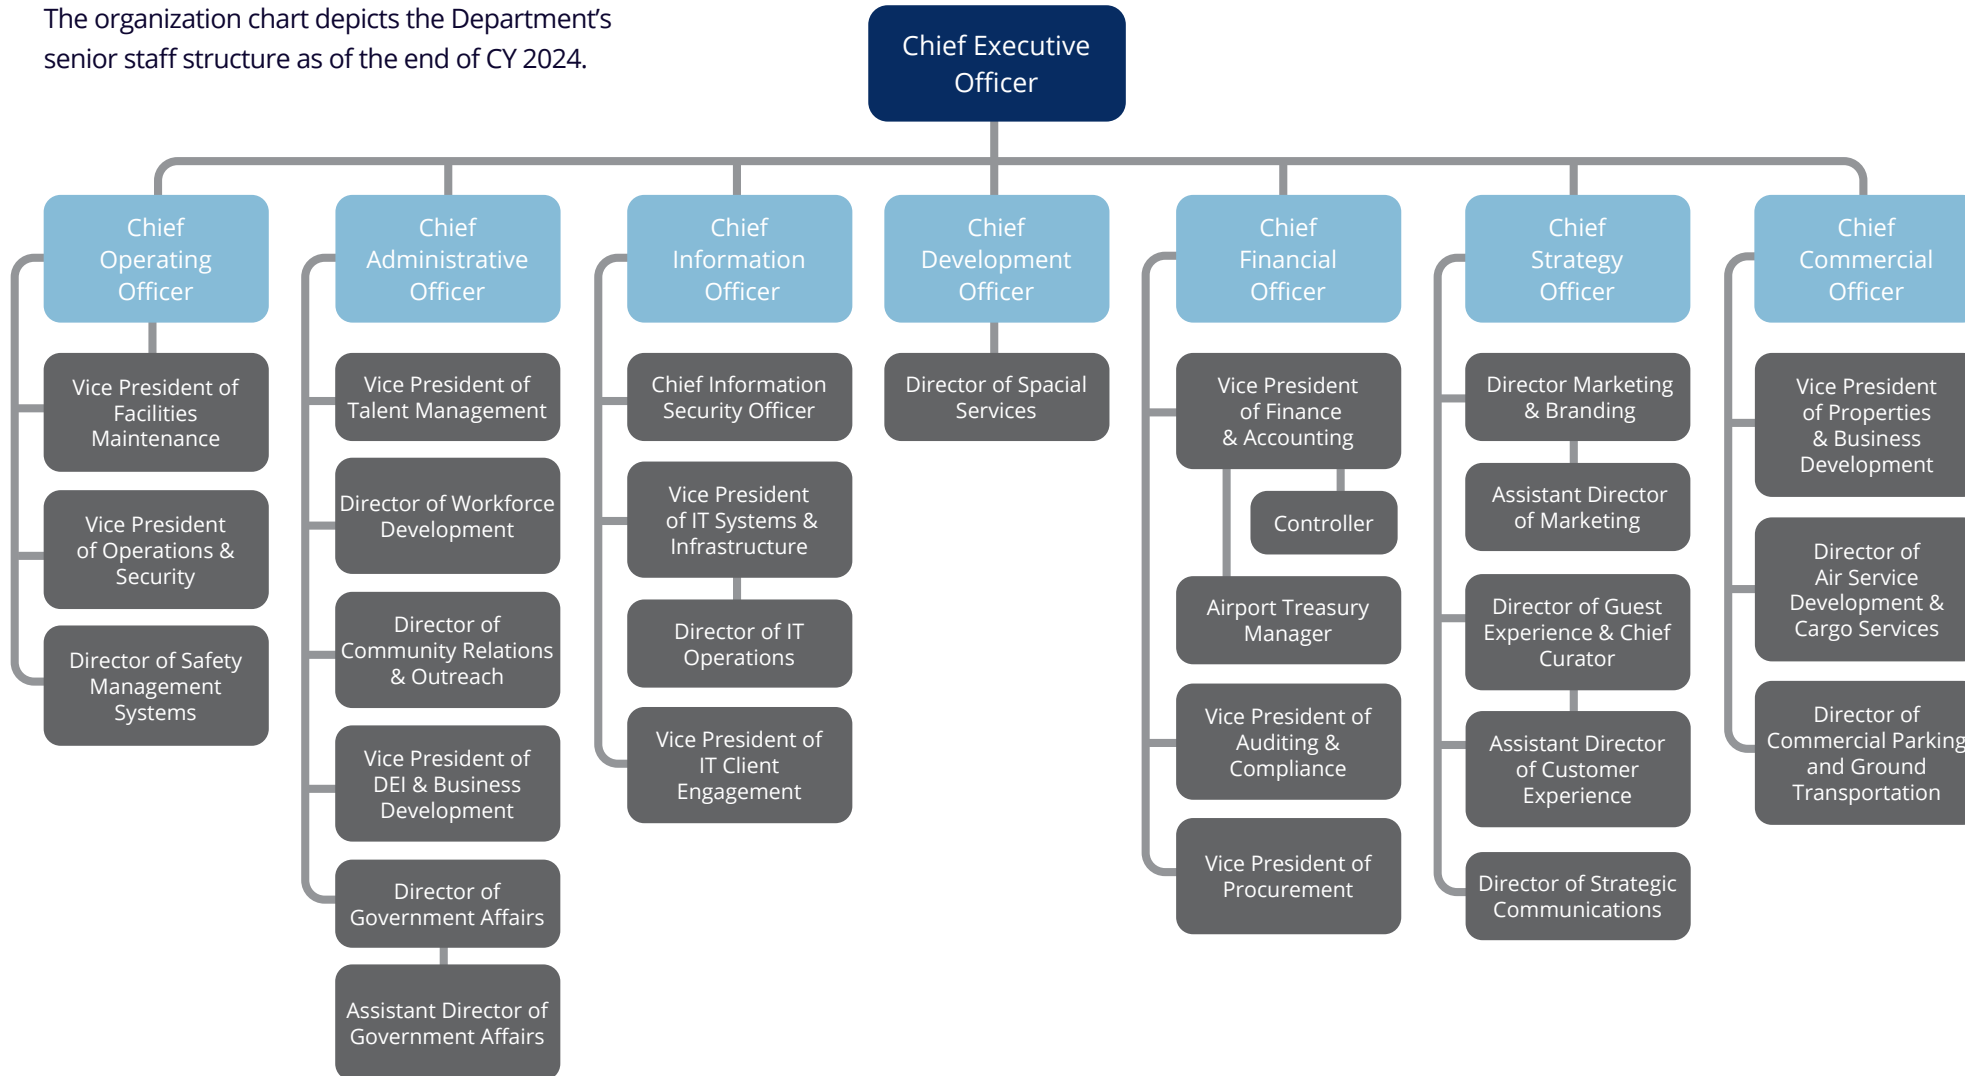 The organization chart depicts the Department’s
senior staff structure as of the end of CY 2024.
Chief Executive
Officer
Chief
Operating
Officer
Vice President of
Facilities
Maintenance
Vice President
of Operations &
Security
Director of Safety
Management
Systems
Chief
Administrative
Officer
Vice President of
Talent Management
Director of Workforce
Development
Director of
Community Relations
& Outreach
Vice President of
DEI & Business
Development
Director of
Government Affairs
Assistant Director of
Government Affairs
Chief
Information
Officer
Chief Information
Security Officer
Vice President
of IT Systems &
Infrastructure
Director of IT
Operations
Vice President of
IT Client
Engagement
Chief
Development
Officer
Director of Spacial
Services
Chief
Financial
Officer
Vice President
of Finance
& Accounting
Controller
Airport Treasury
Manager
Vice President of
Auditing &
Compliance
Vice President of
Procurement
Chief
Strategy
Officer
Director Marketing
& Branding
Assistant Director
of Marketing
Director of Guest
Experience & Chief
Curator
Assistant Director
of Customer
Experience
Director of Strategic
Communications
Chief
Commercial
Officer
Vice President
of Properties
& Business
Development
Director of
Air Service
Development &
Cargo Services
Director of
Commercial Parking
and Ground
Transportation